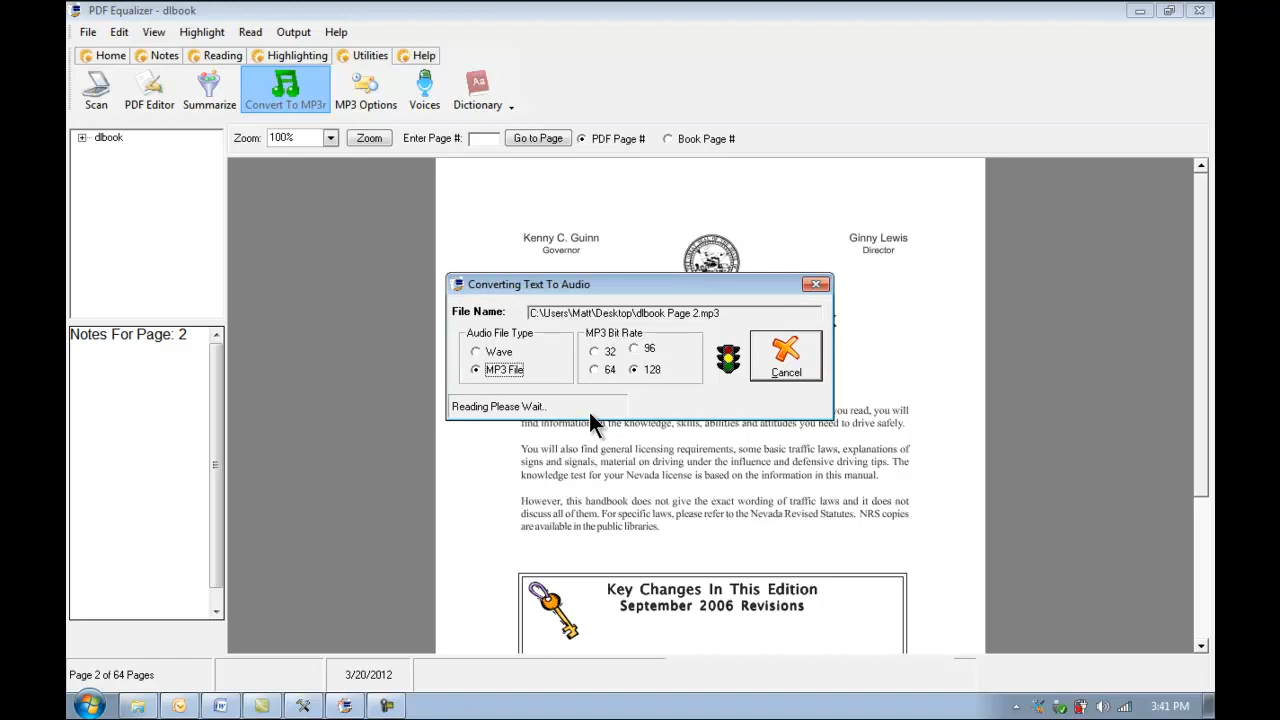 PDF Equalizer - dlbook
File Edit View Highlight Read Output Help
Home Notes Reading Highlighting Utilities Help
Scan PDF Editor Summarize Convert To MP3r MP3 Options Voices Dictionary
dlbook
Zoom: 100% Zoom Enter Page #: Go to Page PDF Page # Book Page #
Kenny C. Guinn
Governor
Ginny Lewis
Director
Converting Text To Audio
File Name: C:\Users\Matt\Desktop\dlbook Page 2.mp3
Audio File Type
Wave
MP3 File
MP3 Bit Rate
32 96
64 128
Cancel
Reading Please Wait..
Notes For Page: 2
you read, you will
find information on the knowledge, skills, abilities and attitudes you need to drive safely.
You will also find general licensing requirements, some basic traffic laws, explanations of
signs and signals, material on driving under the influence and defensive driving tips. The
knowledge test for your Nevada license is based on the information in this manual.
However, this handbook does not give the exact wording of traffic laws and it does not
discuss all of them. For specific laws, please refer to the Nevada Revised Statutes. NRS copies
are available in the public libraries.
Key Changes In This Edition
September 2006 Revisions
Page 2 of 64 Pages
3/20/2012
3:41 PM